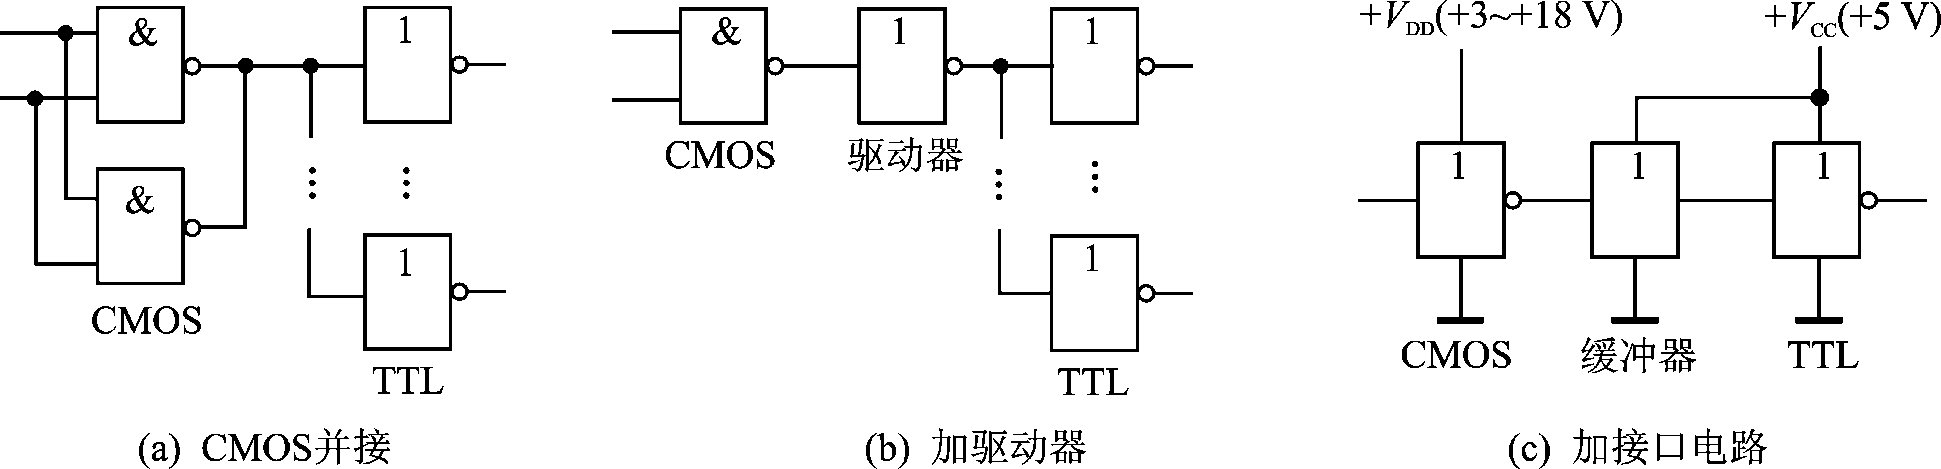 &
1
&
1
CMOS
TTL
(a) CMOS并接
&
1
1
CMOS
驱动器
1
TTL
(b) 加驱动器
+V_DD(+3~+18 V)
+V_CC(+5 V)
1
1
1
CMOS
缓冲器
TTL
(c) 加接口电路